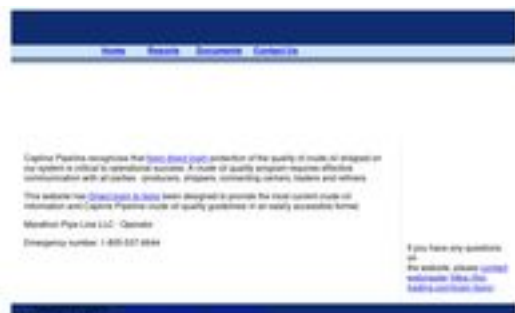 Home Reports Documents Contact Us
Capline Pipeline recognizes that protection of the quality of crude oil shipped on
our system is critical to operational success. A crude oil quality program requires effective
communication with all parties - producers, shippers, connecting carriers, traders and refiners.
This website has been designed to provide the most current crude oil
information and Capline Pipeline crude oil quality guidelines in an easily accessible format.
Marathon Pipe Line LLC - Operator
Emergency number: 1-800-
If you have any questions
on
the website, please contact
webmaster